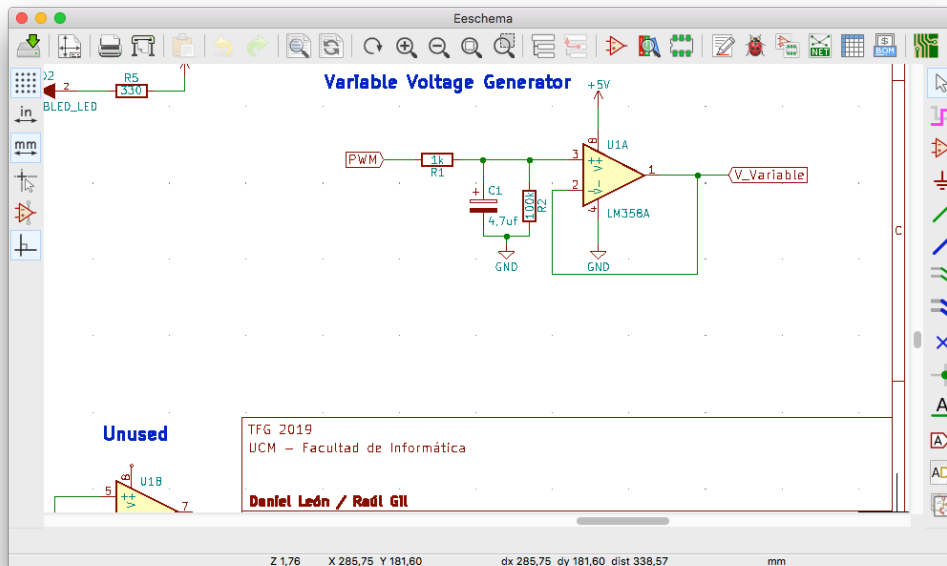 Eeschema
in
mm
NET
$
BOM
A
A
R5
330
2
BLED_LED
Variable Voltage Generator
+5V
PWM
1k
R1
C1
+
4,7uf
100k
R2
GND
3
2
8
4
V+
V-
+
-
U1A
LM358A
1
V_Variable
GND
C
Unused
8
U1B
5
V+
+
7
TFG 2019
UCM – Facultad de Informática
Daniel León / Raúl Gil
Z 1,76 X 285,75 Y 181,60 dx 285,75 dy 181,60 dist 338,57 mm